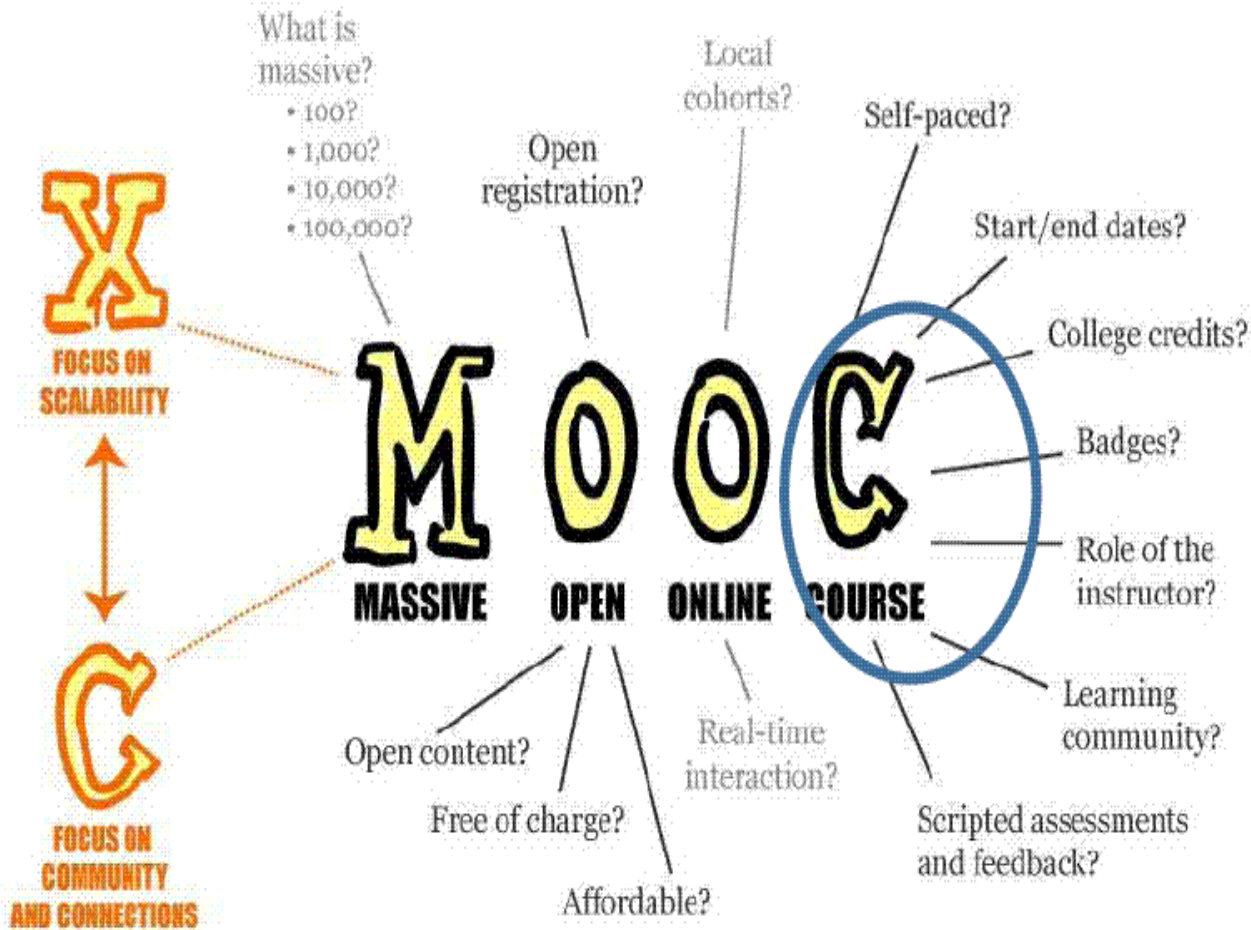 What is
massive?
• 100?
• 1,000?
• 10,000?
• 100,000?
Open
registration?
Local
cohorts?
Self-paced?
Start/end dates?
College credits?
Badges?
Role of the
instructor?
Learning
community?
Scripted assessments
and feedback?
X
FOCUS ON
SCALABILITY
MOOC
MASSIVE OPEN ONLINE COURSE
C
FOCUS ON
COMMUNITY
AND CONNECTIONS
Open content?
Free of charge?
Affordable?
Real-time
interaction?